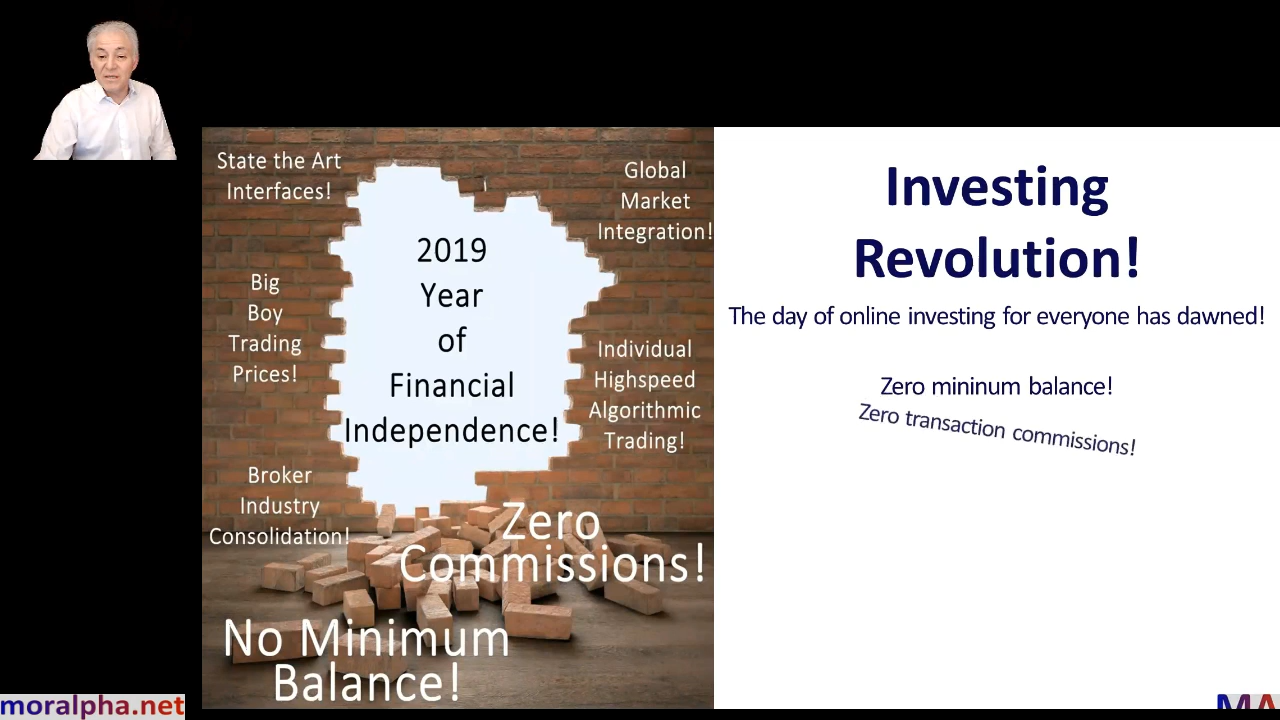 State the Art
Interfaces!
Global
Market
Integration!
2019
Year
of
Financial
Independence!
Big
Boy
Trading
Prices!
Individual
Highspeed
Algorithmic
Trading!
Broker
Industry
Consolidation!
Zero
Commissions!
No Minimum
Balance!
Investing
Revolution!
The day of online investing for everyone has dawned!
Zero mininum balance!
Zero transaction commissions!
moralpha.net
MA